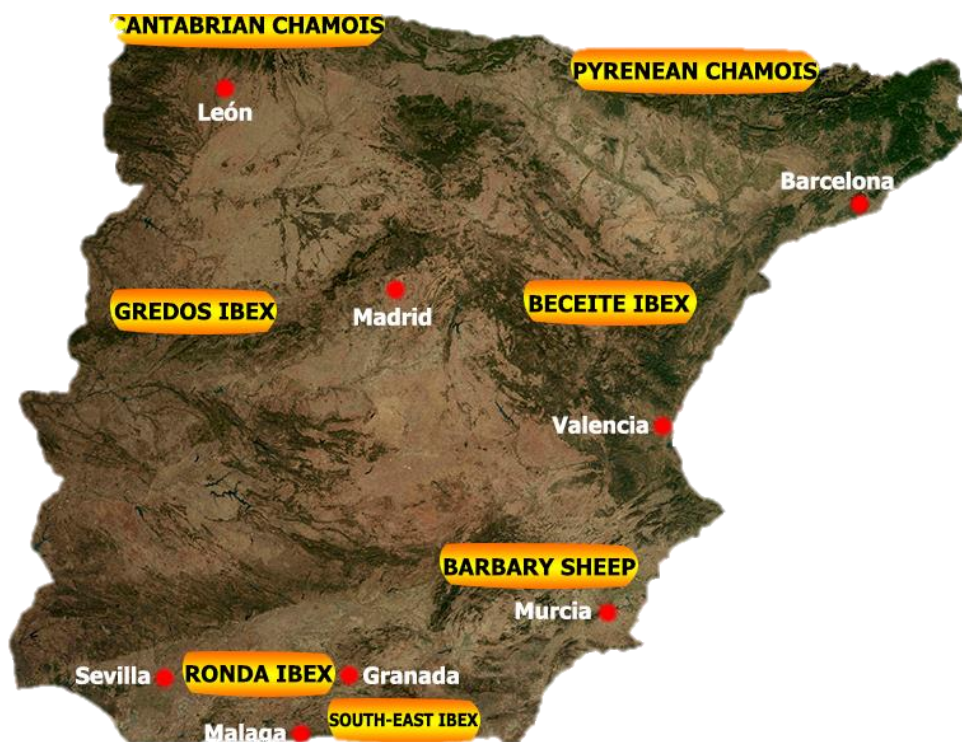 CANTABRIAN CHAMOIS
PYRENEAN CHAMOIS
León
Barcelona
GREDOS IBEX
Madrid
BECEITE IBEX
Valencia
BARBARY SHEEP
Murcia
Sevilla
RONDA IBEX
Granada
SOUTH-EAST IBEX
Malaga